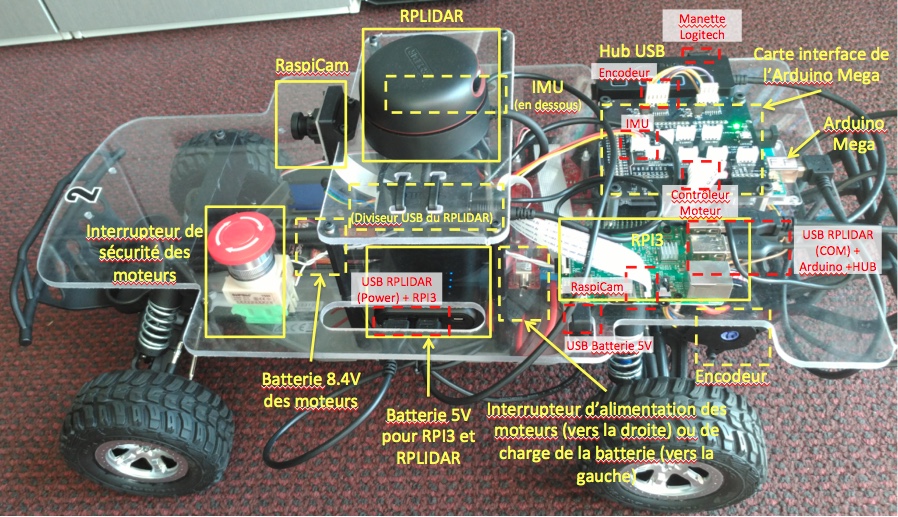 RPLIDAR
Manette
Logitech
Hub USB
RaspiCam
Carte interface de
l'Arduino Mega
Encodeur
IMU
(en dessous)
IMU
Arduino
Mega
2
Contrôleur
Moteur
(Diviseur USB du RPLIDAR)
Interrupteur de
sécurité des
moteurs
RPI3
USB RPLIDAR
(COM) +
Arduino +HUB
USB RPLIDAR
(Power) + RPI3
RaspiCam
USB Batterie 5V
Encodeur
Batterie 8.4V
des moteurs
Batterie 5V
pour RPI3 et
RPLIDAR
Interrupteur d'alimentation des
moteurs (vers la droite) ou de
charge de la batterie (vers la
gauche)